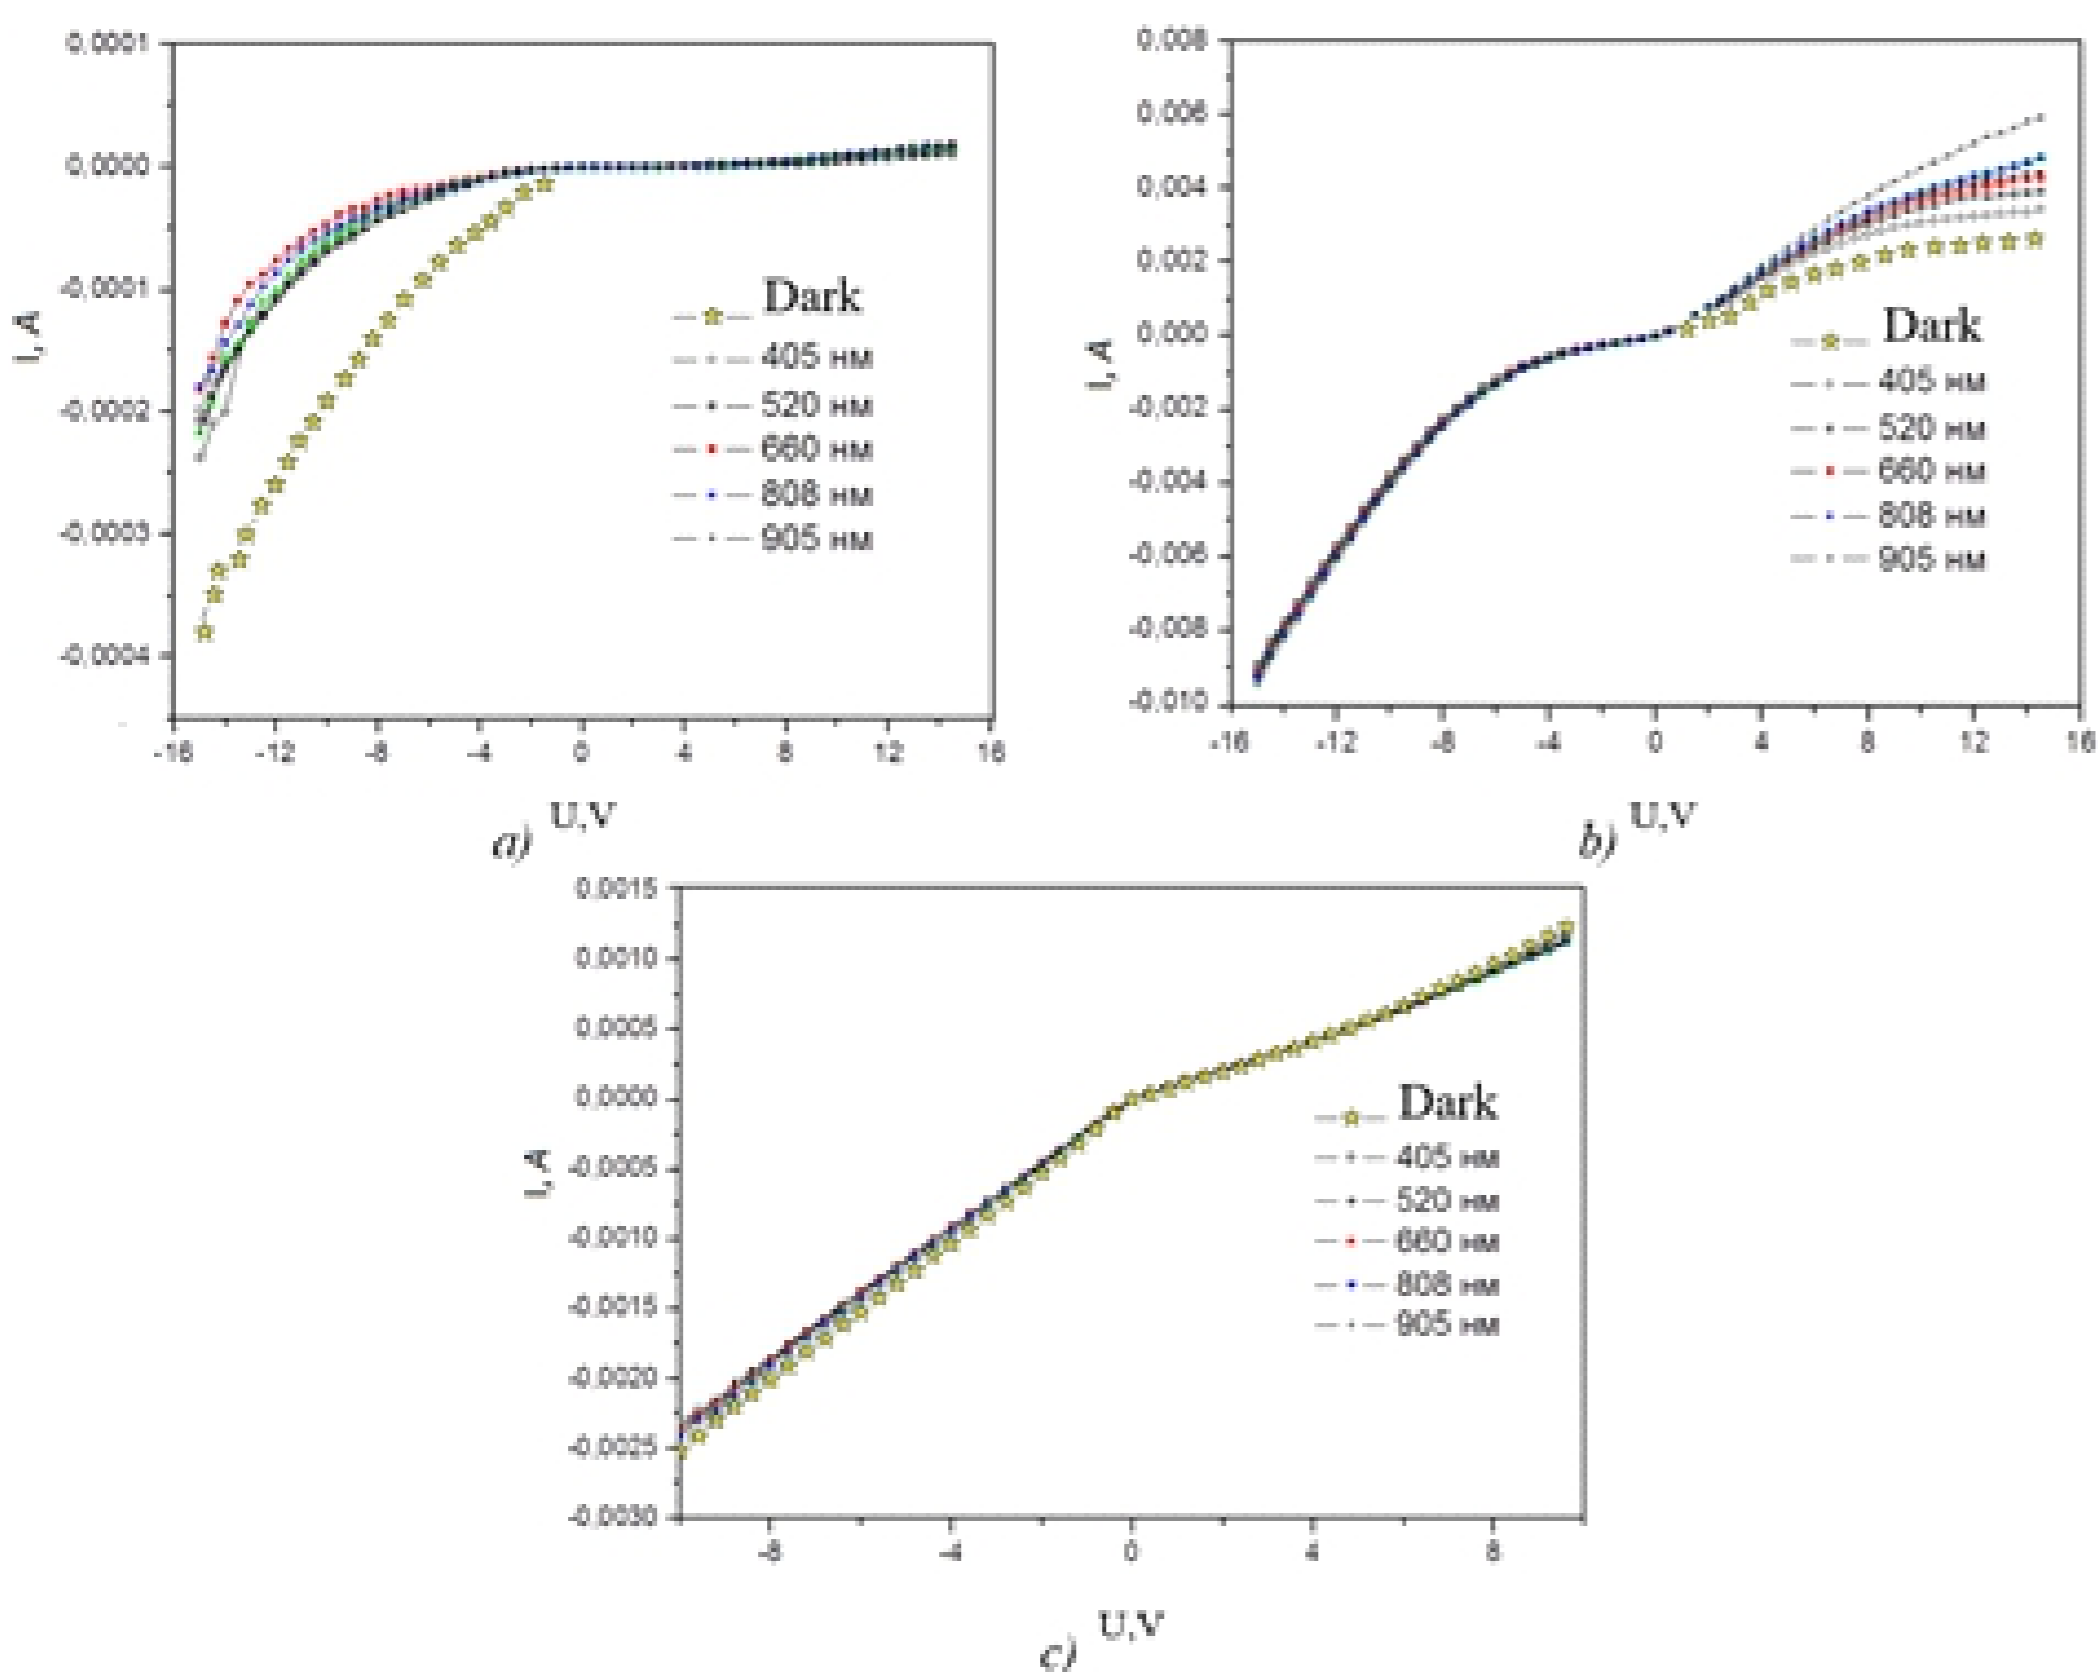 0.0001
0.0000
-0.0001
-0.0002
-0.0003
-0.0004
I, A
-16 -12 -8 -4 0 4 8 12 16
Dark
405 нм
520 нм
660 нм
808 нм
905 нм
U,V
a)
0.008
0.006
0.004
0.002
0.000
-0.002
-0.004
-0.006
-0.008
-0.010
I, A
-16 -12 -8 -4 0 4 8 12 16
Dark
405 нм
520 нм
660 нм
808 нм
905 нм
U,V
b)
0.0015
0.0010
0.0005
0.0000
-0.0005
-0.0010
-0.0015
-0.0020
-0.0025
-0.0030
I, A
-8 -4 0 4 8
Dark
405 нм
520 нм
660 нм
808 нм
905 нм
U,V
c)